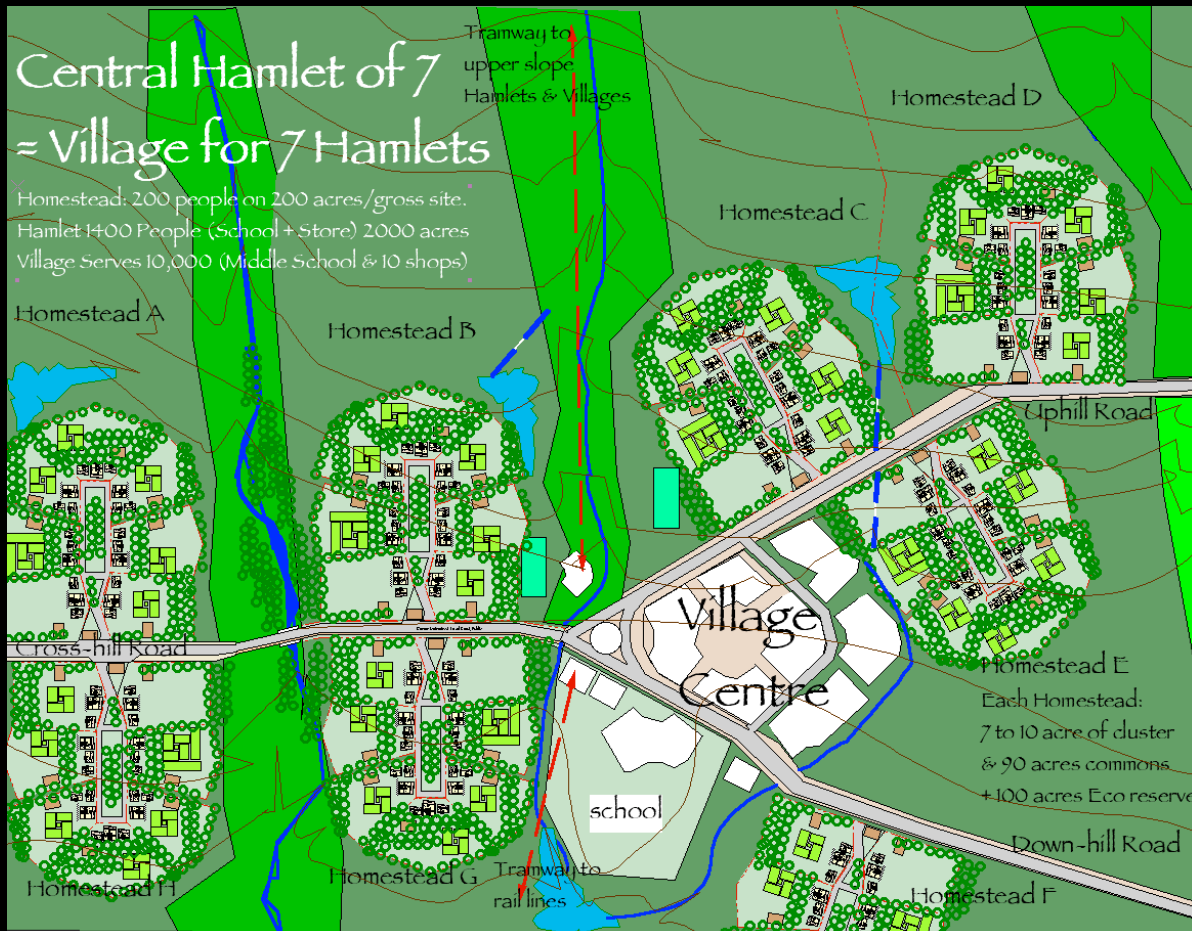 Central Hamlet of 7
= Village for 7 Hamlets
Homestead: 200 people on 200 acres/gross site.
Hamlet 1400 People (School + Store) 2000 acres
Village Serves 10,000 (Middle School & 10 shops)
Tramway to
upper slope
Hamlets & Villages
Homestead D
Homestead C
Homestead A
Homestead B
Uphill Road
Village
Centre
Cross-hill Road
Homestead E
Each Homestead:
7 to 10 acre of cluster
& 90 acres commons
+ 100 acres Eco reserve
school
Down-hill Road
Tramway to
rail lines
Homestead H
Homestead G
Homestead F